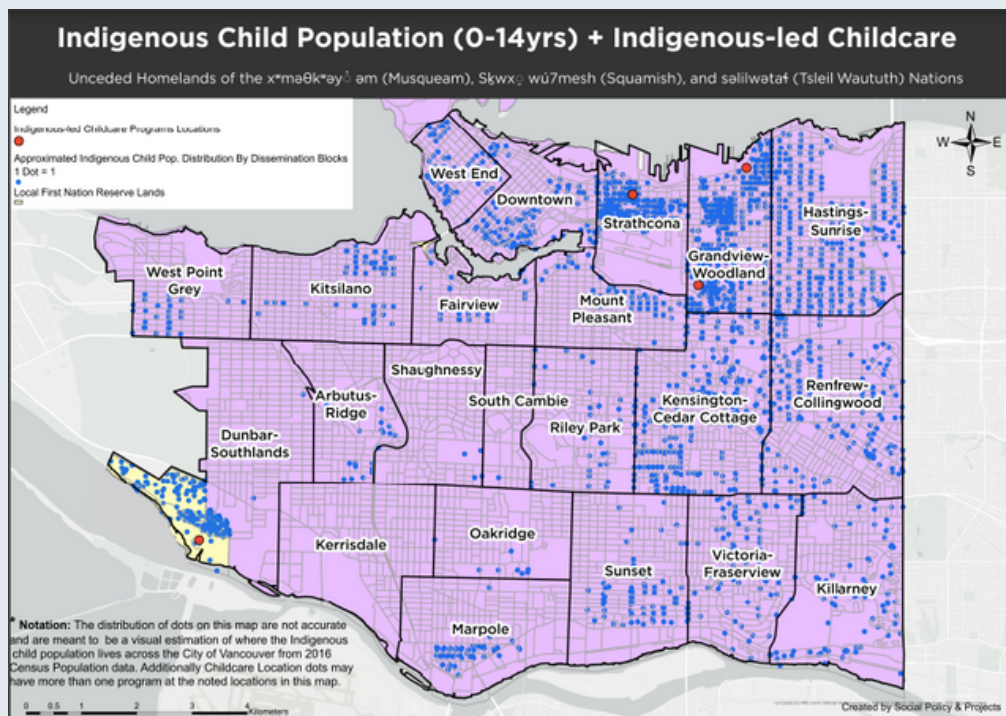 Indigenous Child Population (0-14yrs) + Indigenous-led Childcare
Unceded Homelands of the xʷməθkʷəy̓ əm (Musqueam), Sḵwx̱ wú7mesh (Squamish), and səlilwətaɬ (Tsleil Waututh) Nations
Legend
Indigenous-led Childcare Programs Locations
Approximated Indigenous Child Pop. Distribution By Dissemination Blocks
1 Dot = 1
Local First Nation Reserve Lands
N
W E
S
West End
Downtown
Strathcona
Hastings-
Sunrise
Grandview-
Woodland
West Point
Grey
Kitsilano
Fairview
Mount
Pleasant
Shaughnessy
Arbutus-
Ridge
South Cambie
Kensington-
Cedar Cottage
Renfrew-
Collingwood
Riley Park
Dunbar-
Southlands
Kerrisdale
Oakridge
Sunset
Victoria-
Fraserview
Killarney
Marpole
* Notation: The distribution of dots on this map are not accurate
and are meant to be a visual estimation of where the Indigenous
child population lives across the City of Vancouver from 2016
Census Population data. Additionally Childcare Location dots may
have more than one program at the noted locations in this map.
0 0.5 1 2 3 4
Kilometers
Created by Social Policy & Projects